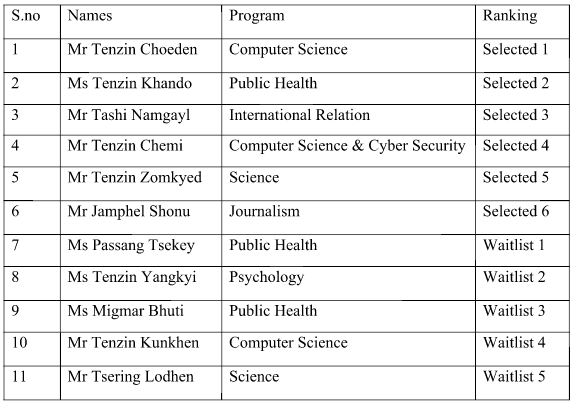 S.no Names Program Ranking
1 Mr Tenzin Choeden Computer Science Selected 1
2 Ms Tenzin Khando Public Health Selected 2
3 Mr Tashi Namgayl International Relation Selected 3
4 Mr Tenzin Chemi Computer Science & Cyber Security Selected 4
5 Mr Tenzin Zomkyed Science Selected 5
6 Mr Jamphel Shonu Journalism Selected 6
7 Ms Passang Tsekey Public Health Waitlist 1
8 Ms Tenzin Yangkyi Psychology Waitlist 2
9 Ms Migmar Bhuti Public Health Waitlist 3
10 Mr Tenzin Kunkhen Computer Science Waitlist 4
11 Mr Tsering Lodhen Science Waitlist 5